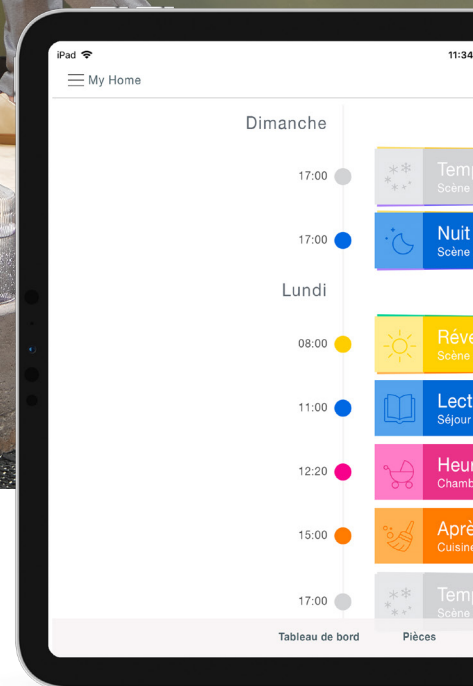 iPad
11:34
My Home
Dimanche
17:00
Scène
17:00
Nuit
Scène
Lundi
08:00
Scène
11:00
Séjour
12:20
15:00
Cuisine
17:00
Scène
Tableau de bord
Pièces